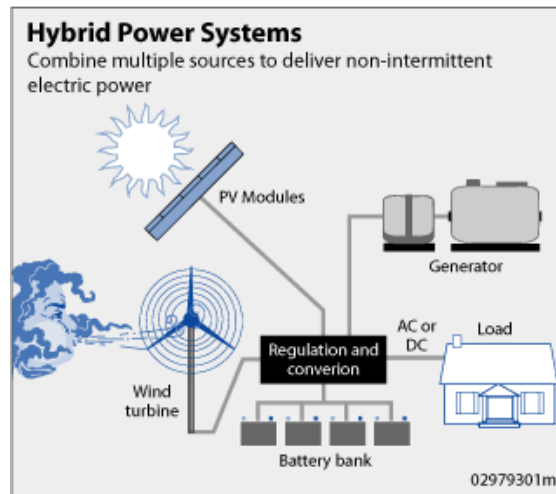 Hybrid Power Systems
Combine multiple sources to deliver non-intermittent
electric power
PV Modules
Generator
AC or
DC
Load
Regulation and
converion
Wind
turbine
Battery bank
02979301m